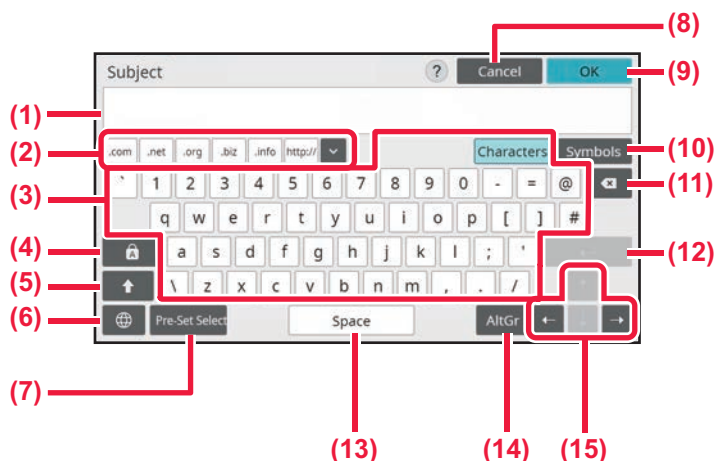 (8)
Subject ? Cancel OK (9)
(1)
(2) .com .net .org .biz .info http:// Characters Symbols (10)
(3) ` 1 2 3 4 5 6 7 8 9 0 - = @ (11)
q w e r t y u i o p [ ] #
(4) A a s d f g h j k l ; ' (12)
(5) \ z x c v b n m , . /
(6) Pre-Set Select Space AltGr
(7)
(13) (14) (15)